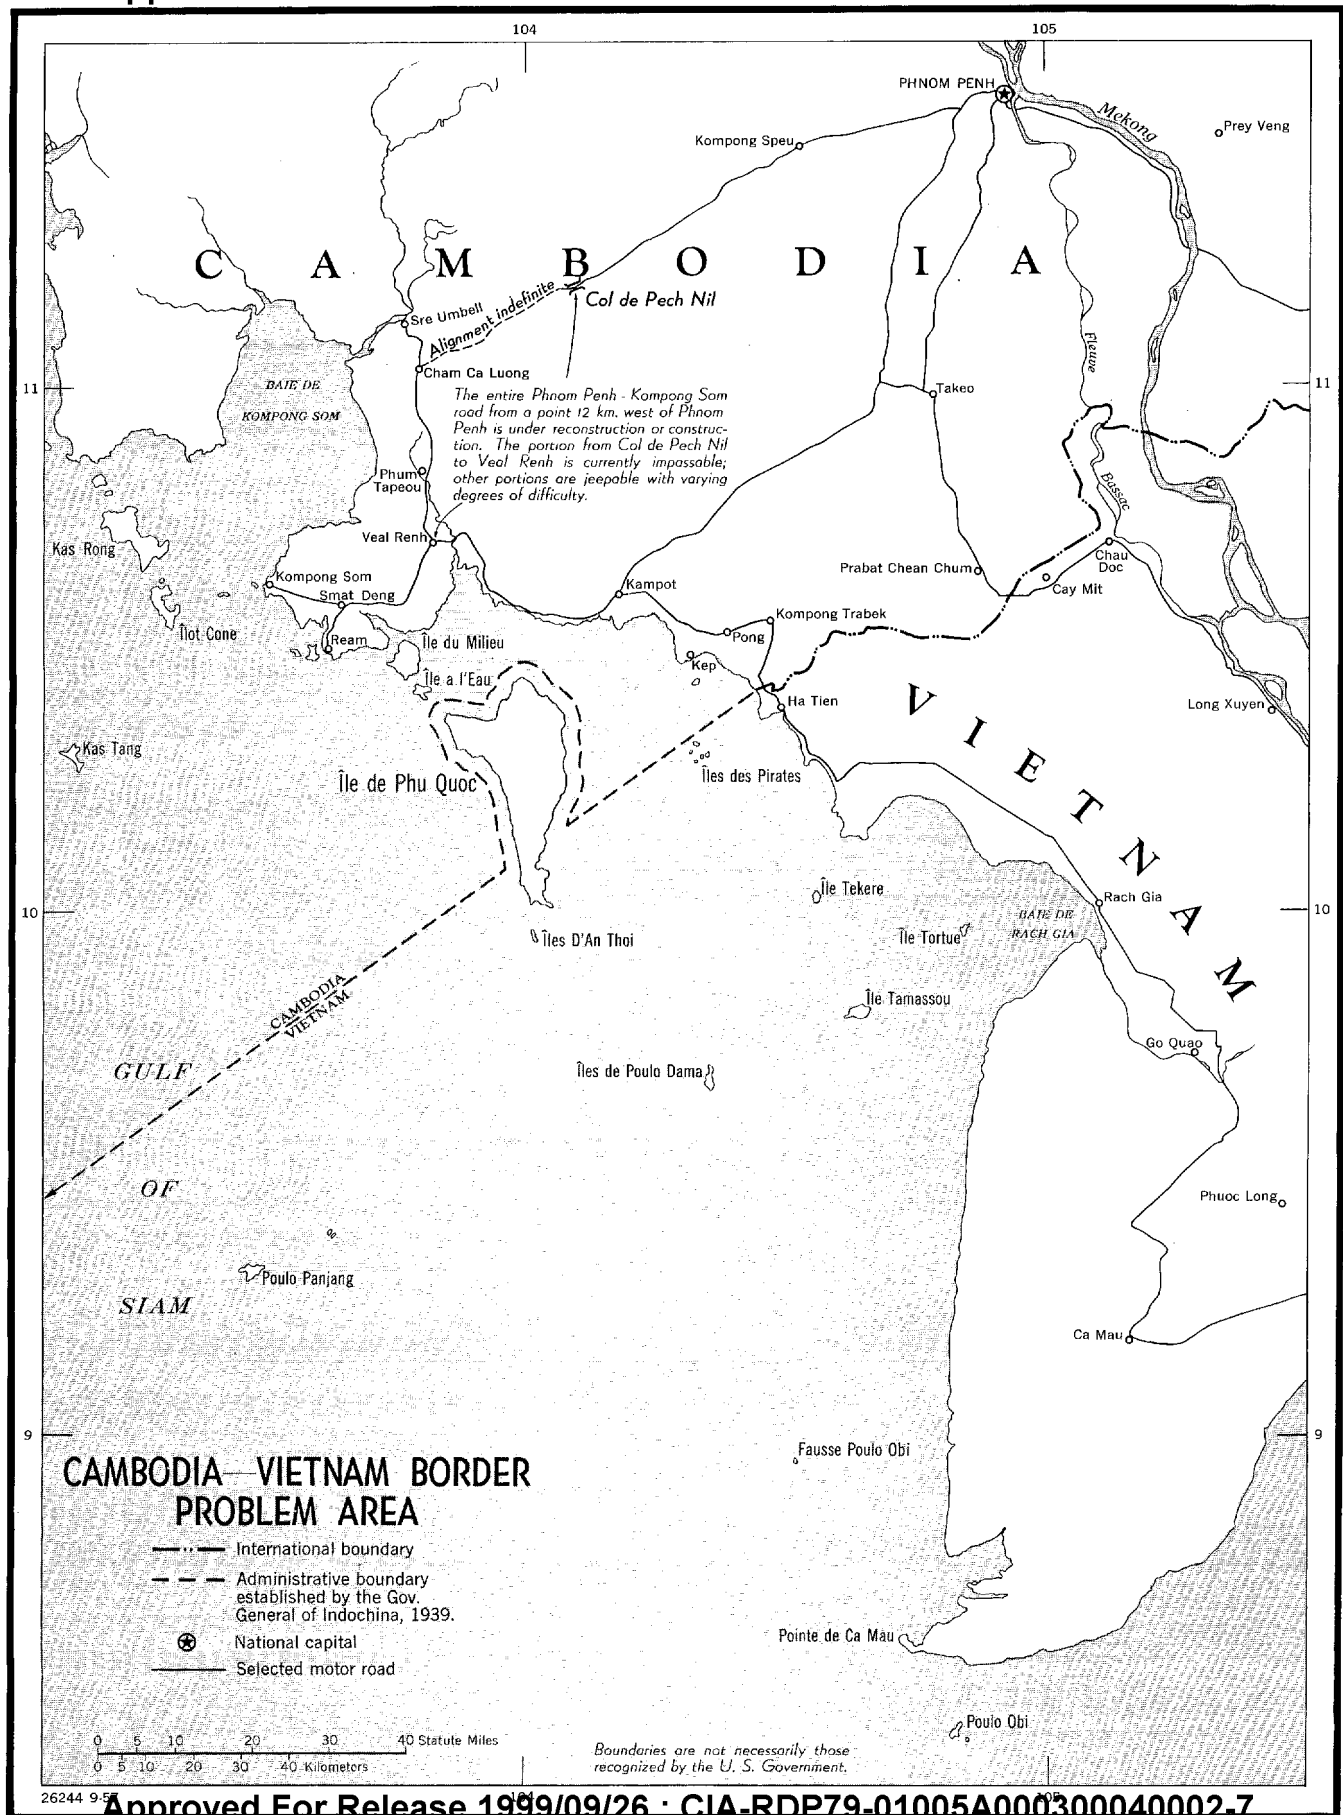 104
105
PHNOM PENH
Mekong
Prey Veng
Kompong Speu
C A M B O D I A
Col de Pech Nil
Alignment indefinite
Sre Umbell
Cham Ca Luong
11
11
BAIE DE
KOMPONG SOM
Fleuve
Takeo
The entire Phnom Penh - Kompong Som
road from a point 12 km. west of Phnom
Penh is under reconstruction or construc-
tion. The portion from Col de Pech Nil
to Veal Renh is currently impassable;
other portions are jeepable with varying
degrees of difficulty.
Phum
Tapeou
Bassac
Veal Renh
Kas Rong
Chau
Doc
Prabat Chean Chum
Cay Mit
Kompong Som
Smat Deng
Kampot
Kompong Trabek
Îlot Cone
Ream
Île du Milieu
Pong
Kep
Île a l'Eau
Ha Tien
Long Xuyen
V I E T N A M
Kas Tang
Île de Phu Quoc
Îles des Pirates
Île Tekere
Rach Gia
10
10
BAIE DE
RACH GIA
Îles D'An Thoi
Île Tortue
CAMBODIA
VIETNAM
Île Tamassou
Go Quao
GULF
Îles de Poulo Dama
OF
Phuoc Long
Poulo Panjang
SIAM
Ca Mau
9
9
Fausse Poulo Obi
CAMBODIA—VIETNAM BORDER
PROBLEM AREA
International boundary
Administrative boundary
established by the Gov.
General of Indochina, 1939.
National capital
Selected motor road
Pointe de Ca Mau
Poulo Obi
0 5 10 20 30 40 Statute Miles
0 5 10 20 30 40 Kilometers
Boundaries are not necessarily those
recognized by the U. S. Government.
26244 9-57
Approved For Release 1999/09/26 : CIA-RDP79-01005A000300040002-7